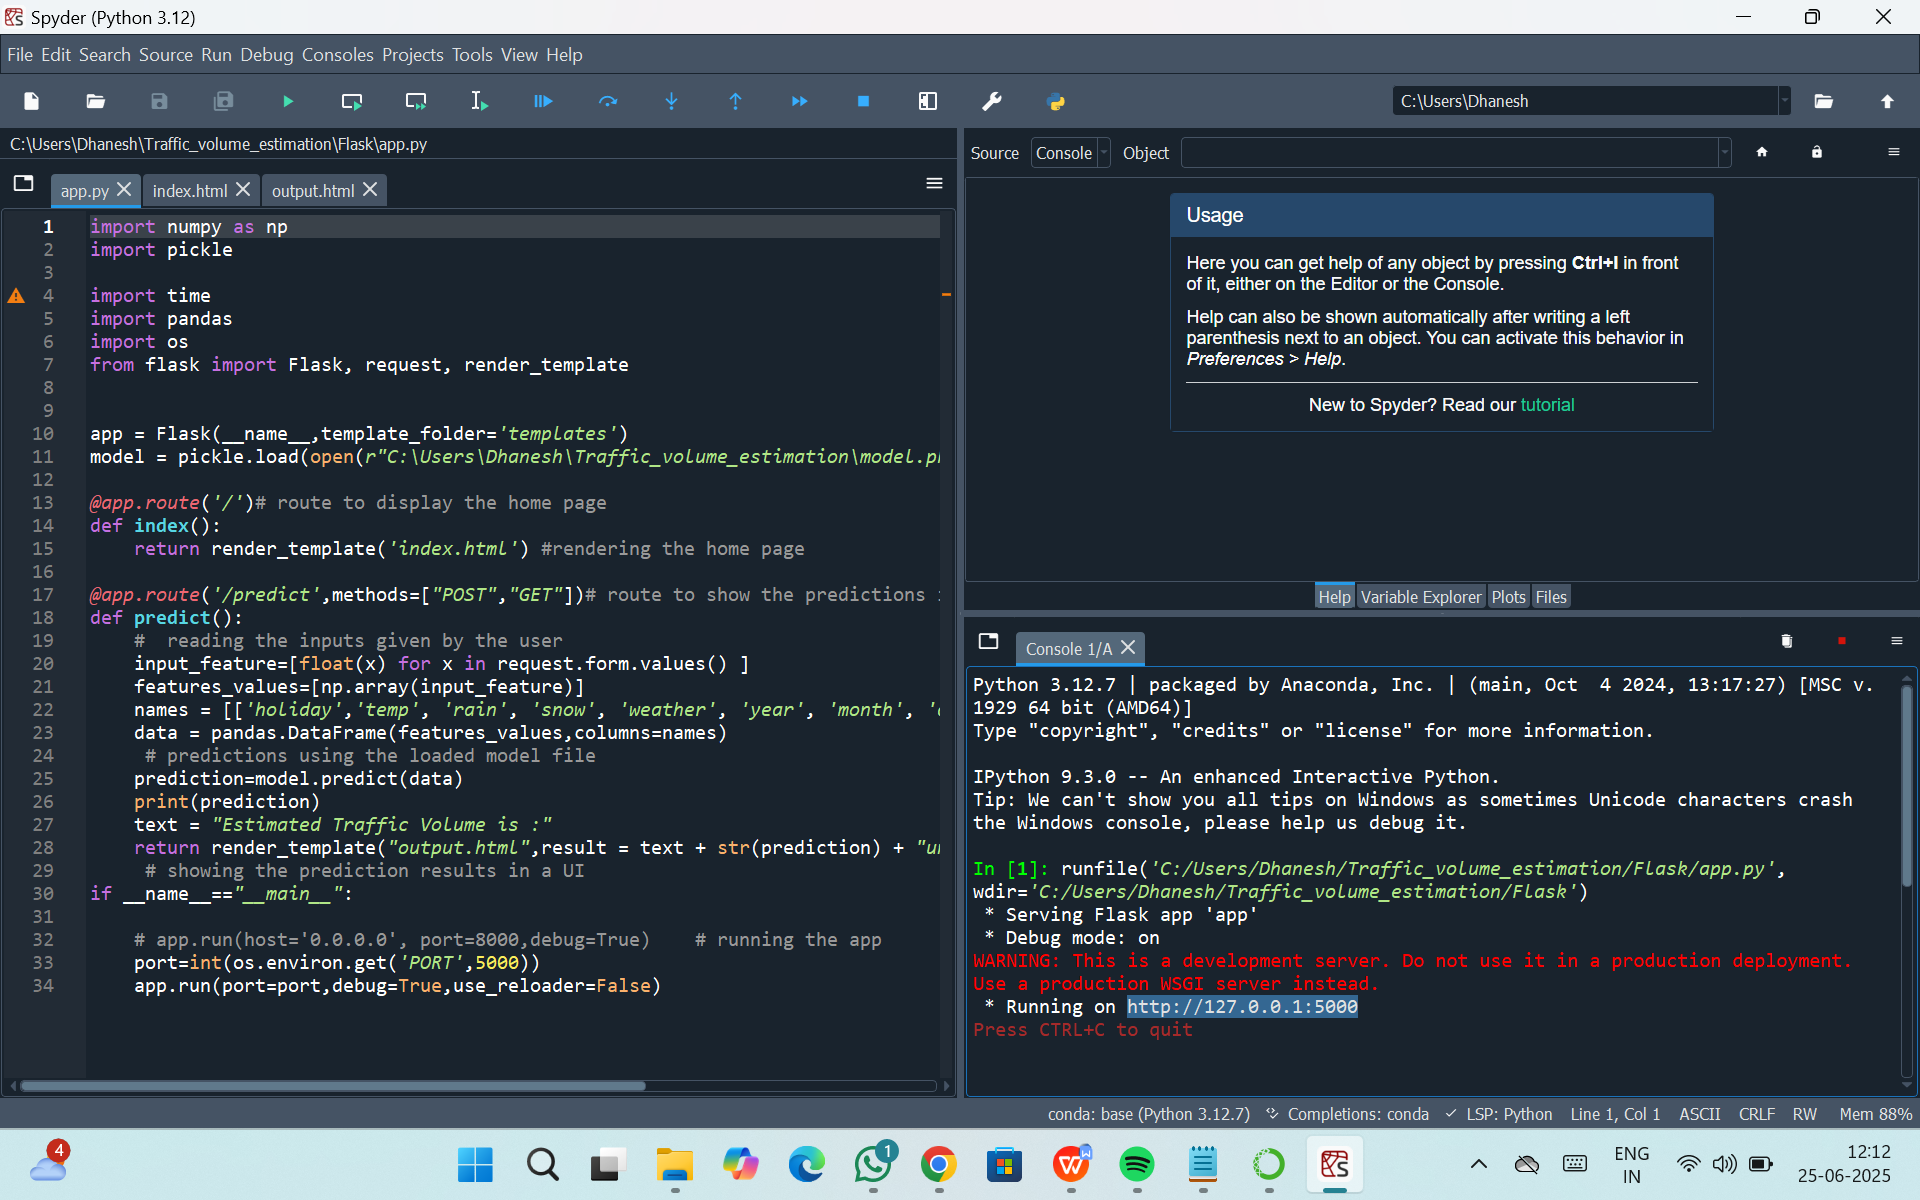 Spyder (Python 3.12)
File Edit Search Source Run Debug Consoles Projects Tools View Help
C:\Users\Dhanesh
C:\Users\Dhanesh\Traffic_volume_estimation\Flask\app.py
app.py index.html output.html
1 import numpy as np
2 import pickle
3
4 import time
5 import pandas
6 import os
7 from flask import Flask, request, render_template
8
9
10 app = Flask(__name__,template_folder='templates')
11 model = pickle.load(open(r"C:\Users\Dhanesh\Traffic_volume_estimation\model.p
12
13 @app.route('/')# route to display the home page
14 def index():
15     return render_template('index.html') #rendering the home page
16
17 @app.route('/predict',methods=["POST","GET"])# route to show the predictions
18 def predict():
19     #  reading the inputs given by the user
20     input_feature=[float(x) for x in request.form.values() ]
21     features_values=[np.array(input_feature)]
22     names = [['holiday','temp', 'rain', 'snow', 'weather', 'year', 'month', '
23     data = pandas.DataFrame(features_values,columns=names)
24      # predictions using the loaded model file
25     prediction=model.predict(data)
26     print(prediction)
27     text = "Estimated Traffic Volume is :"
28     return render_template("output.html",result = text + str(prediction) + "u
29      # showing the prediction results in a UI
30 if __name__=="__main__":
31
32     # app.run(host='0.0.0.0', port=8000,debug=True)    # running the app
33     port=int(os.environ.get('PORT',5000))
34     app.run(port=port,debug=True,use_reloader=False)
Source Console Object
Usage
Here you can get help of any object by pressing Ctrl+I in front
of it, either on the Editor or the Console.
Help can also be shown automatically after writing a left
parenthesis next to an object. You can activate this behavior in
Preferences > Help.
New to Spyder? Read our tutorial
Help Variable Explorer Plots Files
Console 1/A
Python 3.12.7 | packaged by Anaconda, Inc. | (main, Oct  4 2024, 13:17:27) [MSC v.
1929 64 bit (AMD64)]
Type "copyright", "credits" or "license" for more information.
IPython 9.3.0 -- An enhanced Interactive Python.
Tip: We can't show you all tips on Windows as sometimes Unicode characters crash
the Windows console, please help us debug it.
In [1]: runfile('C:/Users/Dhanesh/Traffic_volume_estimation/Flask/app.py',
wdir='C:/Users/Dhanesh/Traffic_volume_estimation/Flask')
 * Serving Flask app 'app'
 * Debug mode: on
WARNING: This is a development server. Do not use it in a production deployment.
Use a production WSGI server instead.
 * Running on http://127.0.0.1:5000
Press CTRL+C to quit
conda: base (Python 3.12.7) Completions: conda LSP: Python Line 1, Col 1 ASCII CRLF RW Mem 88%
4
1
ENG
IN
12:12
25-06-2025